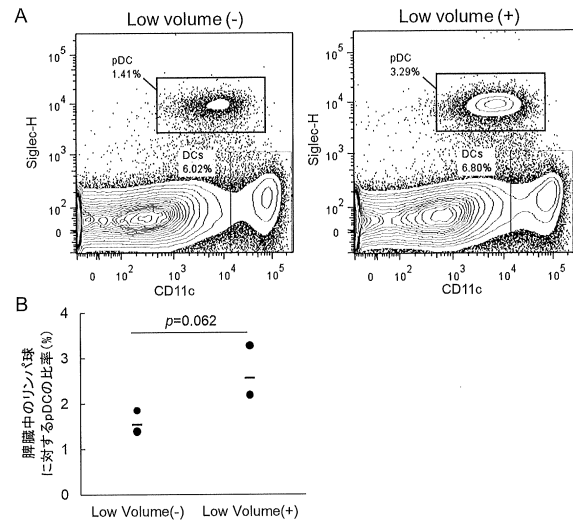 A
Low volume (-)
Low volume (+)
pDC
1.41%
DCs
6.02%
Siglec-H
10^5
10^4
10^3
10^2
0
0 10^2 10^3 10^4 10^5
CD11c
pDC
3.29%
DCs
6.80%
Siglec-H
10^5
10^4
10^3
10^2
0
0 10^2 10^3 10^4 10^5
CD11c
B
脾臓中のリンパ球
に対するpDCの比率(%)
4
3
2
1
0
p=0.062
Low Volume(-) Low Volume(+)